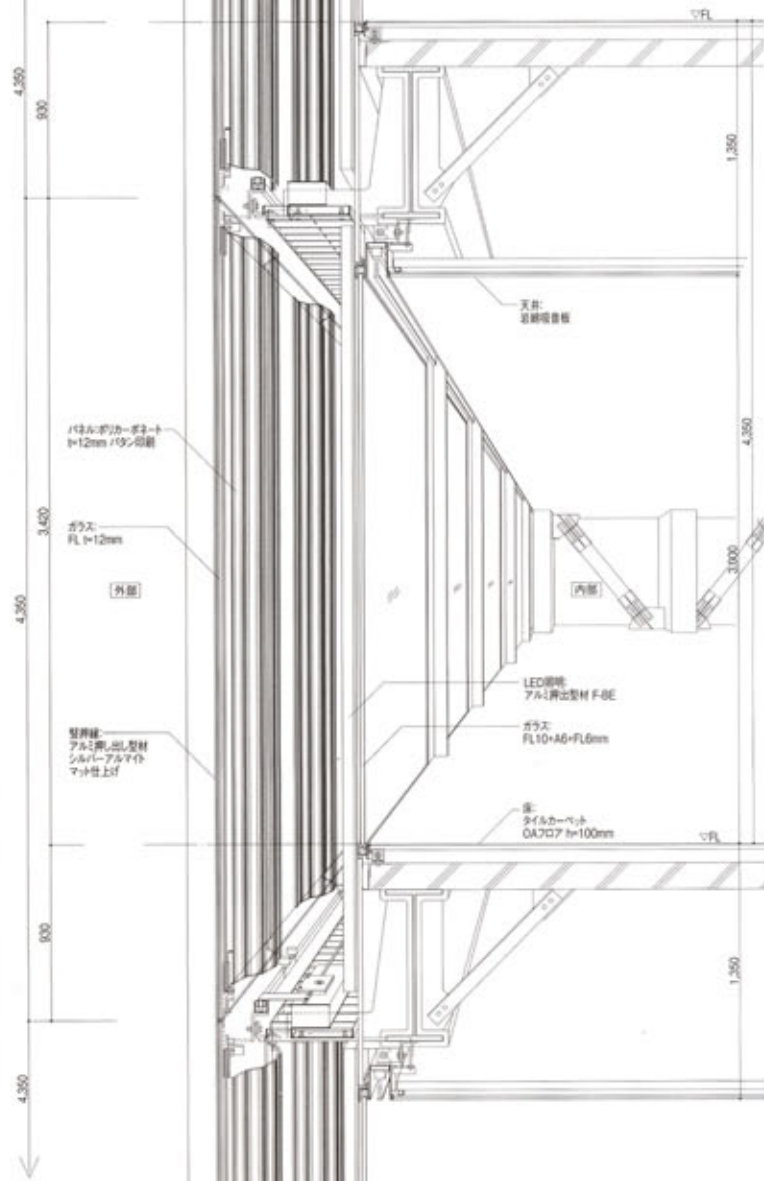 ▽FL
4,350
930
1,350
天井:
岩綿吸音板
パネル:ポリカーボネート
t=12mm パタン印刷
4,350
3,420
ガラス:
FL t=12mm
3,000
外部
内部
4,350
LED照明:
アルミ押出型材 F-BE
ガラス:
FL10+A6+FL6mm
竪押縁:
アルミ押し出し型材
シルバーアルマイト
マット仕上げ
床:
タイルカーペット
OAフロア h=100mm
▽FL
930
1,350
4,350